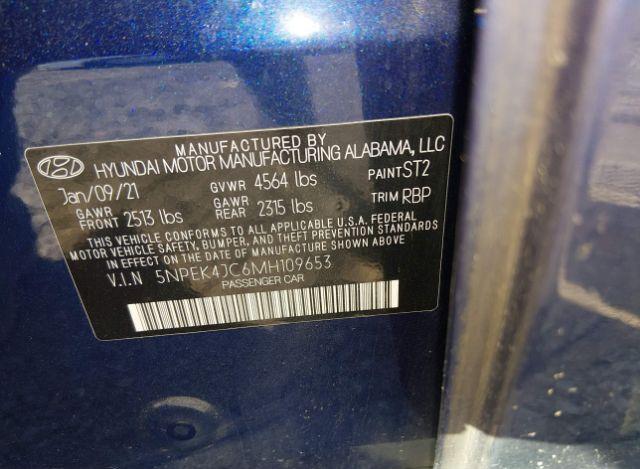 MANUFACTURED BY
HYUNDAI MOTOR MANUFACTURING ALABAMA, LLC
Jan/09/21 GVWR 4564 lbs PAINT ST2
GAWR FRONT 2513 lbs GAWR REAR 2315 lbs TRIM RBP
THIS VEHICLE CONFORMS TO ALL APPLICABLE U.S.A. FEDERAL
MOTOR VEHICLE SAFETY, BUMPER, AND THEFT PREVENTION STANDARDS
IN EFFECT ON THE DATE OF MANUFACTURE SHOWN ABOVE.
V.I.N 5NPEK4JC6MH109653
PASSENGER CAR